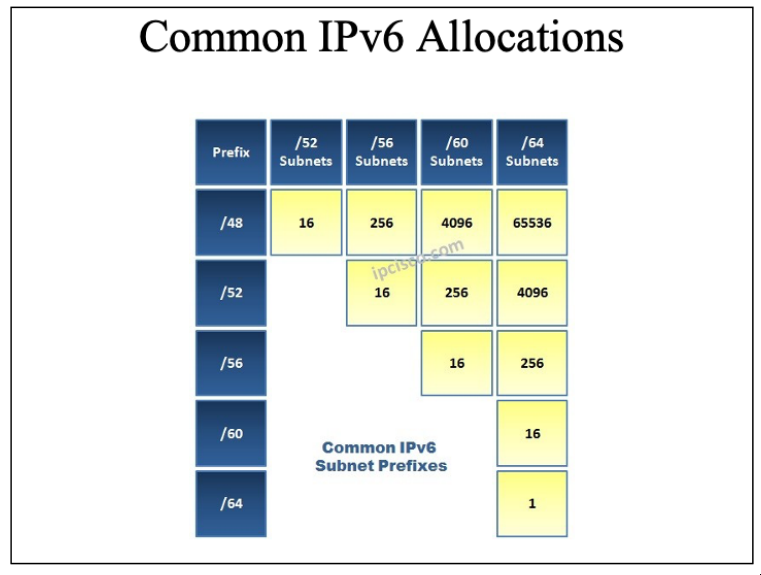 Common IPv6 Allocations
Prefix /52 Subnets /56 Subnets /60 Subnets /64 Subnets
/48 16 256 4096 65536
ipcisco.com
/52 16 256 4096
/56 16 256
/60 16
Common IPv6
Subnet Prefixes
/64 1